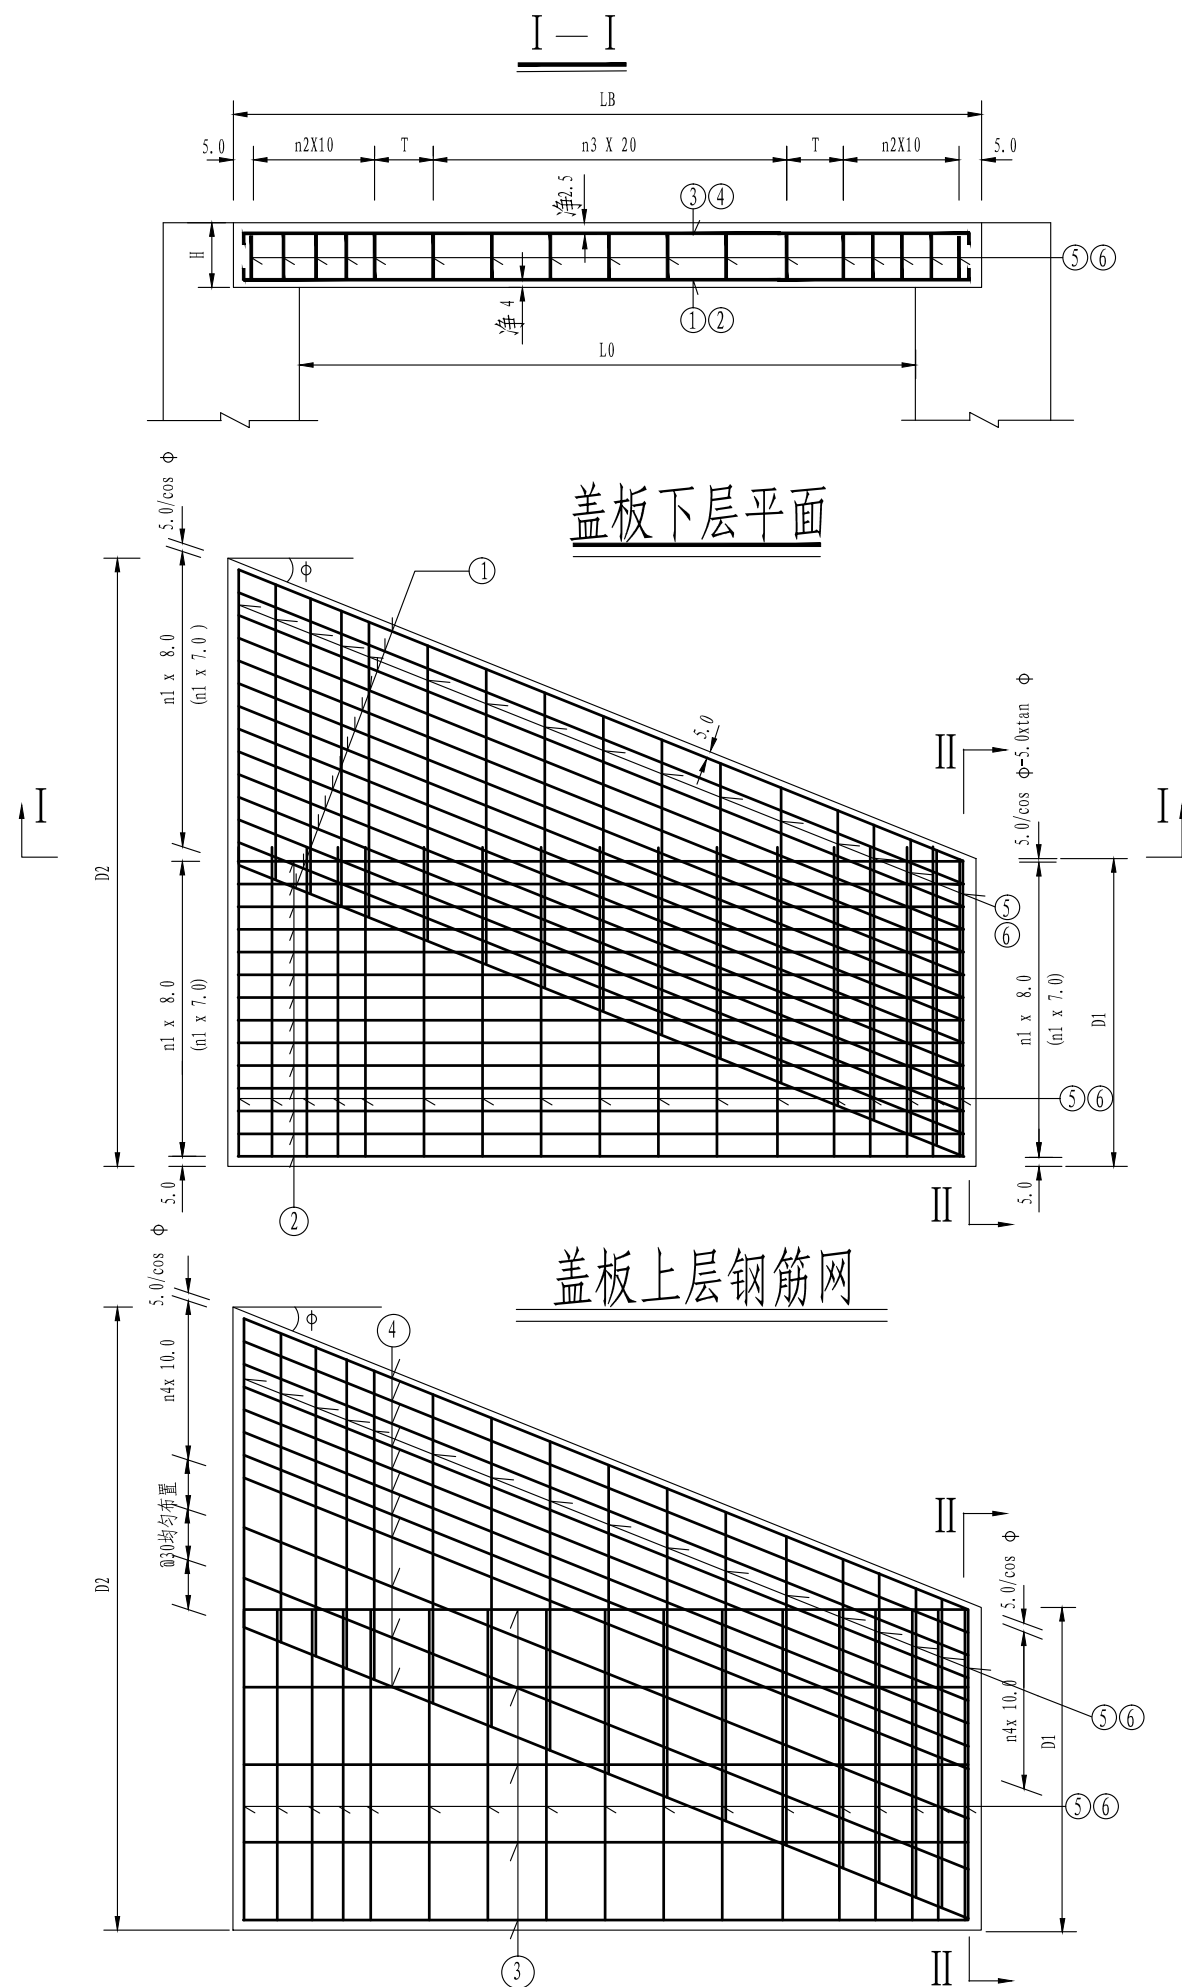 I — I
LB
5.0
n2X10
T
n3 X 20
T
n2X10
5.0
净2.5
③④
H
⑤⑥
净 4
①②
L0
盖板下层平面
5.0/cos ф
ф
①
n1 x 8.0
(n1 x 7.0)
5.0
II
5.0/cos ф-5.0xtan ф
I
I
D2
⑤
⑥
n1 x 8.0
(n1 x 7.0)
n1 x 8.0
(n1 x 7.0)
D1
⑤⑥
5.0
5.0
②
II
盖板上层钢筋网
5.0/cos ф
ф
④
n4x 10.0
@30均匀布置
II
5.0/cos ф
D2
n4x 10.0
D1
⑤⑥
⑤⑥
③
II